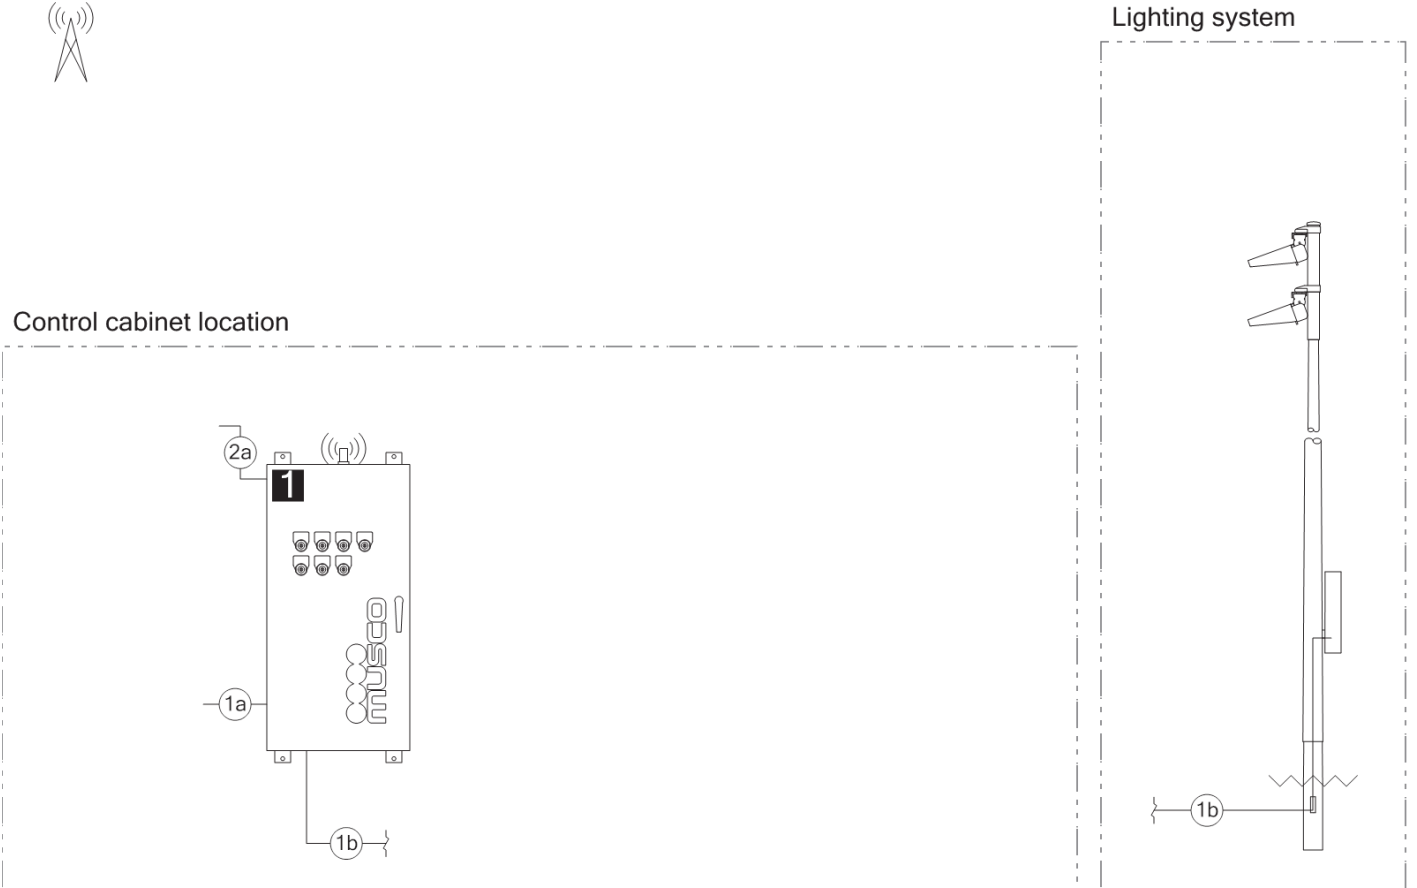 Lighting system
Control cabinet location
2a
1
musco
1a
1b
1b